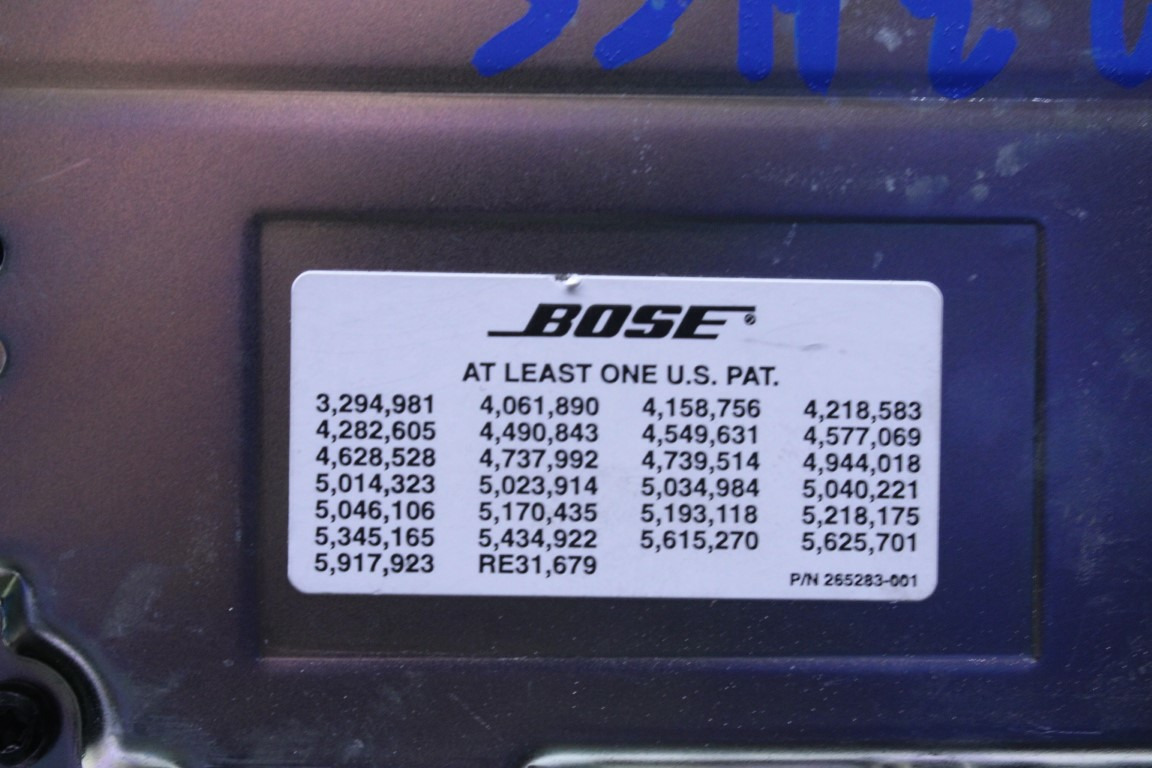 BOSE®
AT LEAST ONE U.S. PAT.
3,294,981 4,061,890 4,158,756 4,218,583
4,282,605 4,490,843 4,549,631 4,577,069
4,628,528 4,737,992 4,739,514 4,944,018
5,014,323 5,023,914 5,034,984 5,040,221
5,046,106 5,170,435 5,193,118 5,218,175
5,345,165 5,434,922 5,615,270 5,625,701
5,917,923 RE31,679
P/N 265283-001